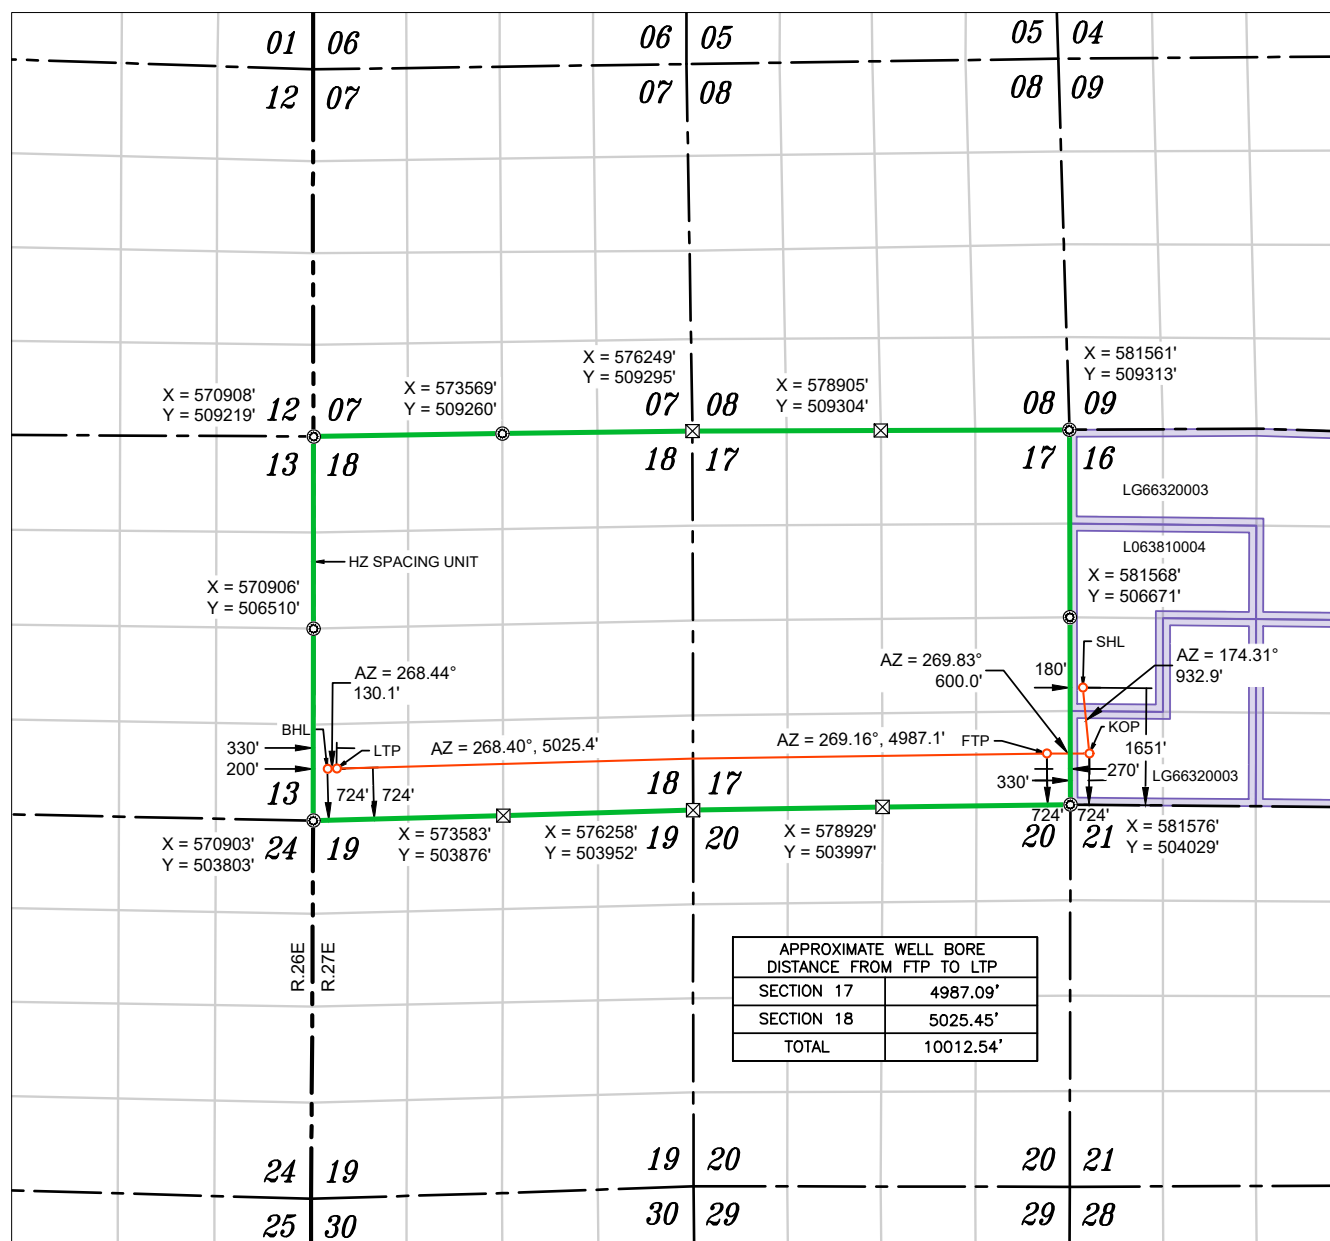 01 06
06 05
05 04
12 07
07 08
08 09
X = 576249'
Y = 509295'
X = 581561'
Y = 509313'
X = 570908'
Y = 509219'
X = 573569'
Y = 509260'
X = 578905'
Y = 509304'
12 07
07 08
08 09
13 18
18 17
17 16
LG66320003
L063810004
HZ SPACING UNIT
X = 570906'
Y = 506510'
X = 581568'
Y = 506671'
SHL
AZ = 269.83°
600.0'
180'
AZ = 174.31°
932.9'
AZ = 268.44°
130.1'
BHL
LTP
330'
200'
AZ = 268.40°, 5025.4'
AZ = 269.16°, 4987.1'
FTP
KOP
1651'
270'
330'
LG66320003
13
18 17
724' 724'
724' 724'
X = 570903'
Y = 503803'
24 19
X = 573583'
Y = 503876'
X = 576258'
Y = 503952'
19 20
X = 578929'
Y = 503997'
20 21
X = 581576'
Y = 504029'
R.26E
R.27E
APPROXIMATE WELL BORE
DISTANCE FROM FTP TO LTP
SECTION 17 4987.09'
SECTION 18 5025.45'
TOTAL 10012.54'
24 19
19 20
20 21
25 30
30 29
29 28